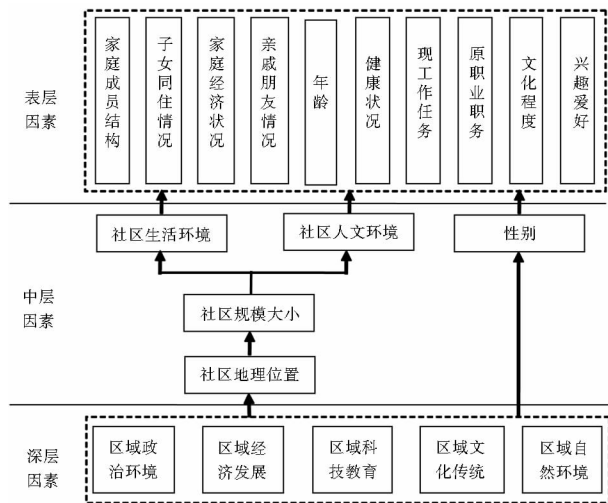 表层
因素
家庭成员结构
子女同住情况
家庭经济状况
亲戚朋友情况
年龄
健康状况
现工作任务
原职业职务
文化程度
兴趣爱好
中层
因素
社区生活环境
社区人文环境
性别
社区规模大小
社区地理位置
深层
因素
区域政
治环境
区域经
济发展
区域科
技教育
区域文
化传统
区域自
然环境